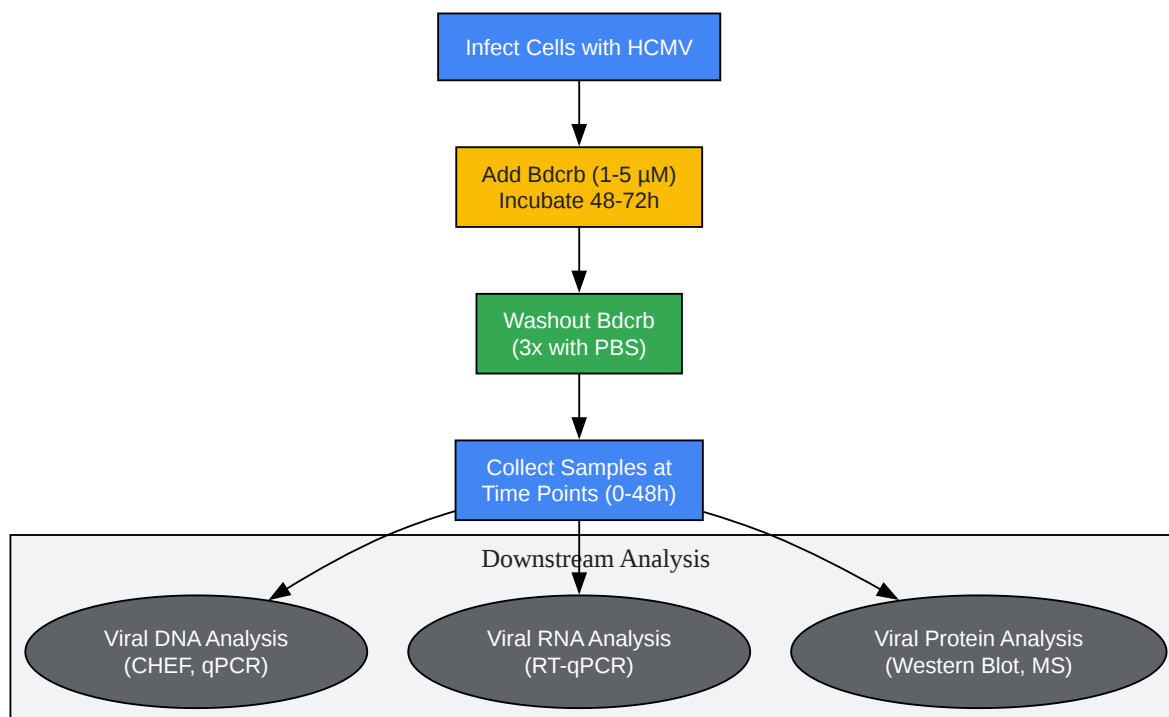 Infect Cells with HCMV
Add Bdcrb (1-5 µM)
Incubate 48-72h
Washout Bdcrb
(3x with PBS)
Collect Samples at
Time Points (0-48h)
Downstream Analysis
Viral DNA Analysis
(CHEF, qPCR)
Viral RNA Analysis
(RT-qPCR)
Viral Protein Analysis
(Western Blot, MS)